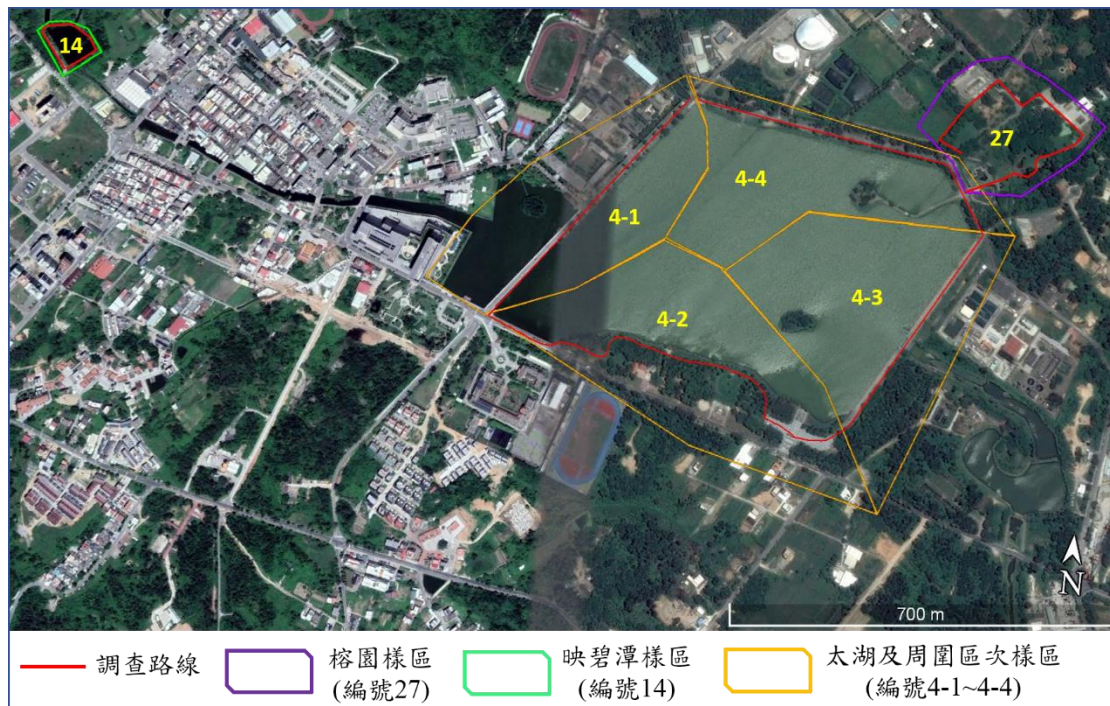 14
27
4-4
4-1
4-3
4-2
N
700 m
調查路線
榕園樣區
(編號27)
映碧潭樣區
(編號14)
太湖及周圍區次樣區
(編號4-1~4-4)